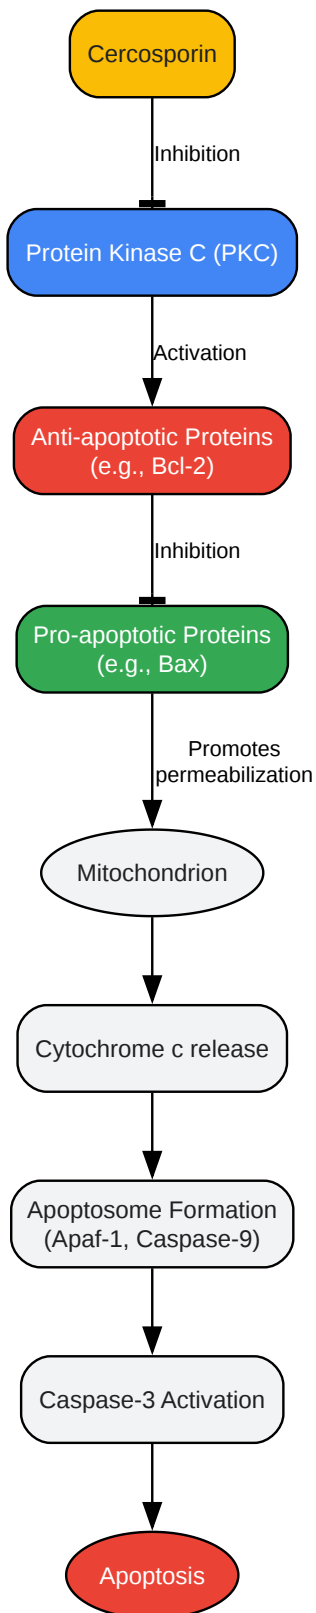 Cercosporin
Inhibition
Protein Kinase C (PKC)
Activation
Anti-apoptotic Proteins
(e.g., Bcl-2)
Inhibition
Pro-apoptotic Proteins
(e.g., Bax)
Promotes
permeabilization
Mitochondrion
Cytochrome c release
Apoptosome Formation
(Apaf-1, Caspase-9)
Caspase-3 Activation
Apoptosis